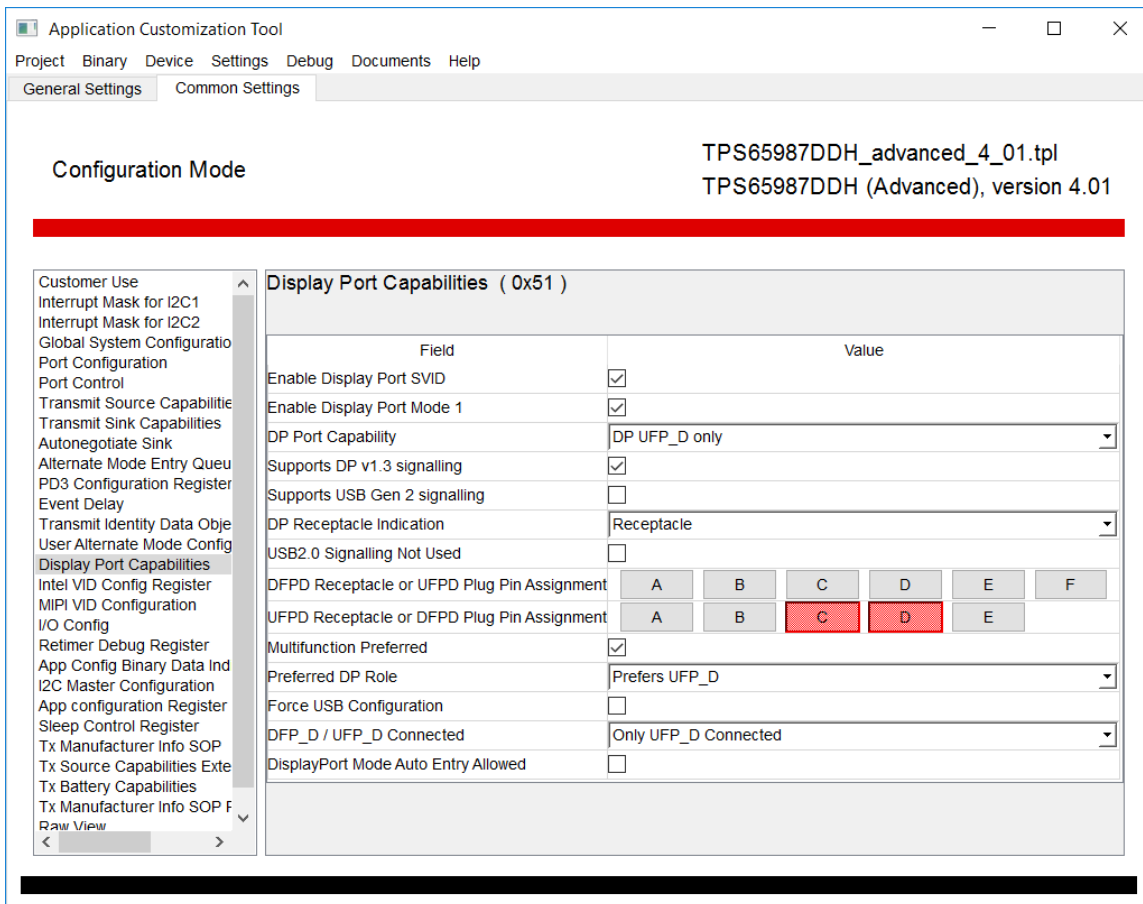 Application Customization Tool
Project Binary Device Settings Debug Documents Help
General Settings Common Settings
Configuration Mode
TPS65987DDH_advanced_4_01.tpl
TPS65987DDH (Advanced), version 4.01
Customer Use
Interrupt Mask for I2C1
Interrupt Mask for I2C2
Global System Configuratio
Port Configuration
Port Control
Transmit Source Capabilitie
Transmit Sink Capabilities
Autonegotiate Sink
Alternate Mode Entry Queu
PD3 Configuration Register
Event Delay
Transmit Identity Data Obje
User Alternate Mode Config
Display Port Capabilities
Intel VID Config Register
MIPI VID Configuration
I/O Config
Retimer Debug Register
App Config Binary Data Ind
I2C Master Configuration
App configuration Register
Sleep Control Register
Tx Manufacturer Info SOP
Tx Source Capabilities Exte
Tx Battery Capabilities
Tx Manufacturer Info SOP P
Raw View
Display Port Capabilities ( 0x51 )
Field Value
Enable Display Port SVID
Enable Display Port Mode 1
DP Port Capability DP UFP_D only
Supports DP v1.3 signalling
Supports USB Gen 2 signalling
DP Receptacle Indication Receptacle
USB2.0 Signalling Not Used
DFPD Receptacle or UFPD Plug Pin Assignment A B C D E F
UFPD Receptacle or DFPD Plug Pin Assignment A B C D E
Multifunction Preferred
Preferred DP Role Prefers UFP_D
Force USB Configuration
DFP_D / UFP_D Connected Only UFP_D Connected
DisplayPort Mode Auto Entry Allowed